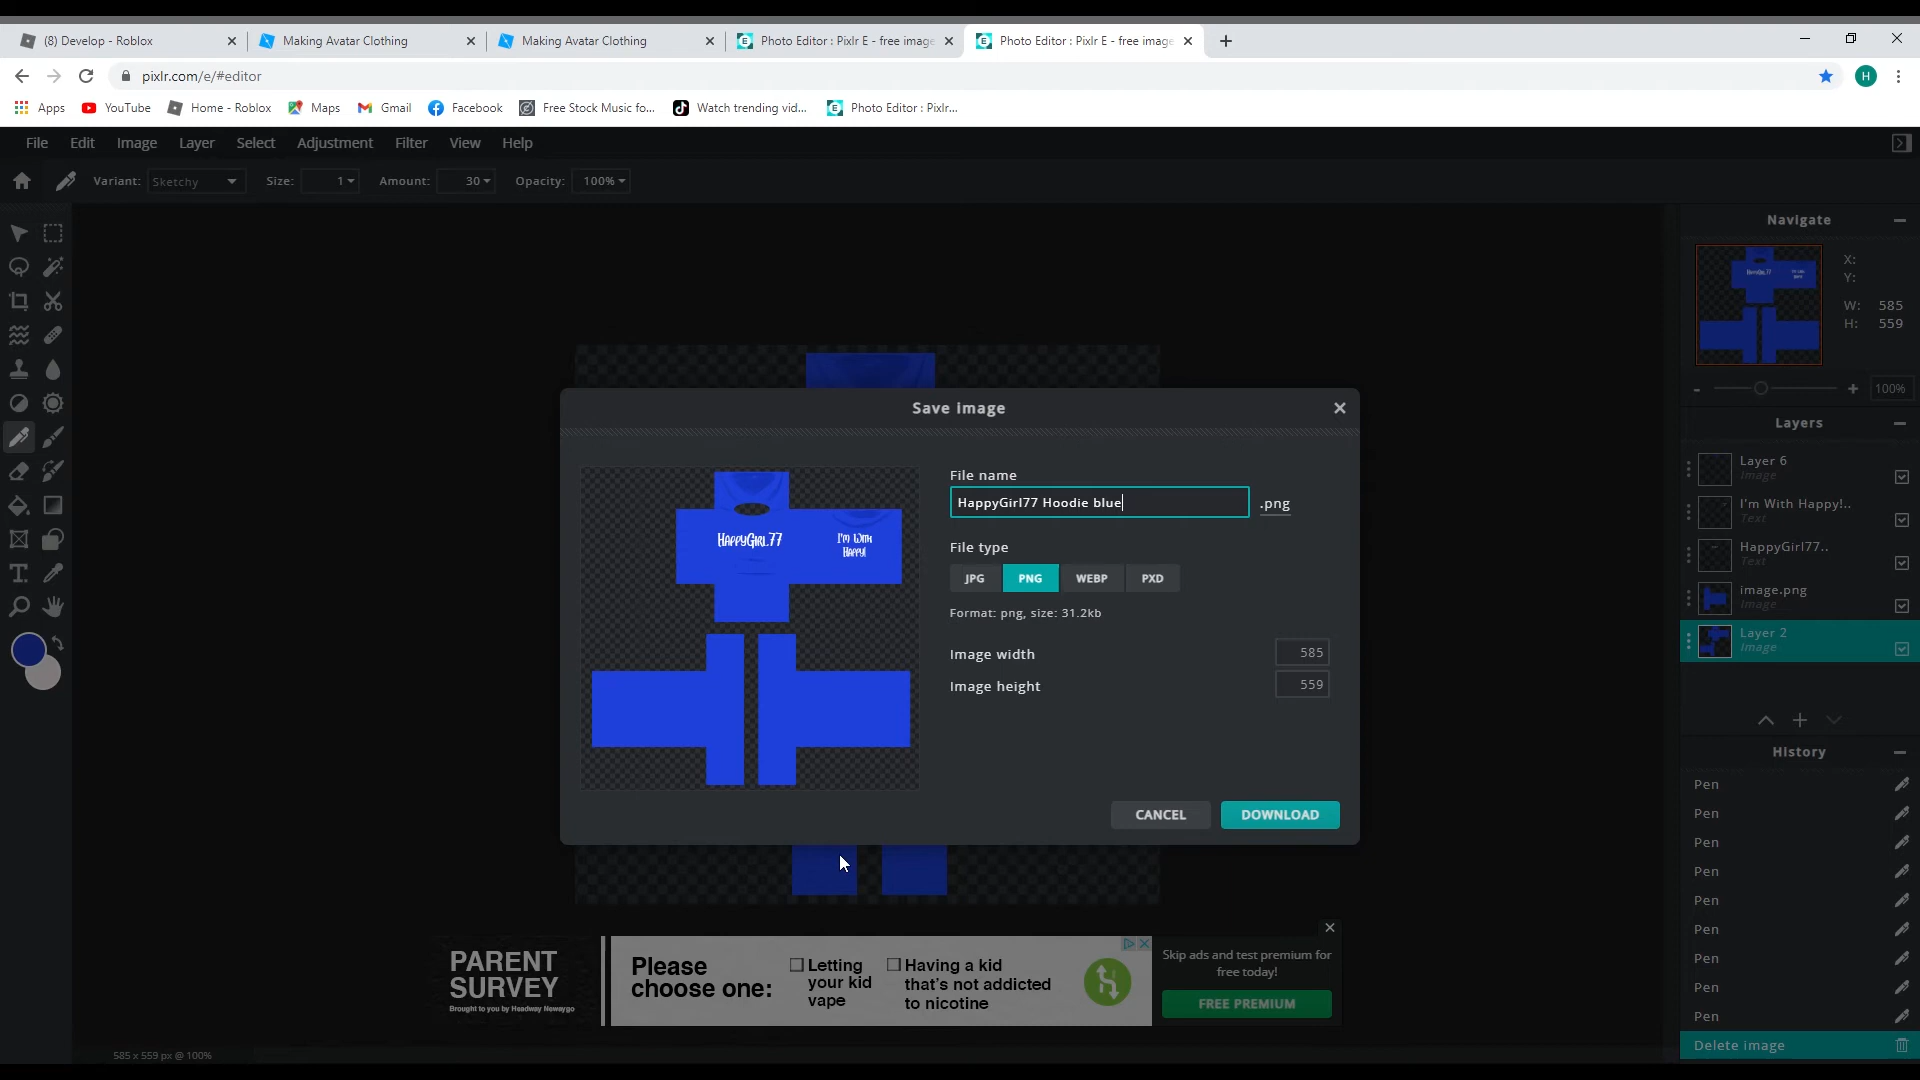 (8) Develop - Roblox
Making Avatar Clothing
Making Avatar Clothing
Photo Editor : Pixlr E - free image
Photo Editor : Pixlr E - free image
pixlr.com/e/#editor
H
Apps
YouTube
Home - Roblox
Maps
Gmail
Facebook
Free Stock Music fo...
Watch trending vid...
Photo Editor : Pixlr...
File Edit Image Layer Select Adjustment Filter View Help
Variant: Sketchy Size: 1 Amount: 30 Opacity: 100%
Navigate
X:
Y:
W: 585
H: 559
100%
Save image
File name
HappyGirl77 Hoodie blue .png
File type
JPG PNG WEBP PXD
Format: png, size: 31.2kb
Image width 585
Image height 559
CANCEL DOWNLOAD
HappyGirl77
I'm With
Happy!
Layers
Layer 6
Image
I'm With Happy!..
Text
HappyGirl77..
Text
image.png
Image
Layer 2
Image
History
Pen
Pen
Pen
Pen
Pen
Pen
Pen
Pen
Pen
Delete image
PARENT
SURVEY
Brought to you by Headway Newaygo
Please
choose one:
Letting
your kid
vape
Having a kid
that's not addicted
to nicotine
Skip ads and test premium for
free today!
FREE PREMIUM
585 x 559 px @ 100%